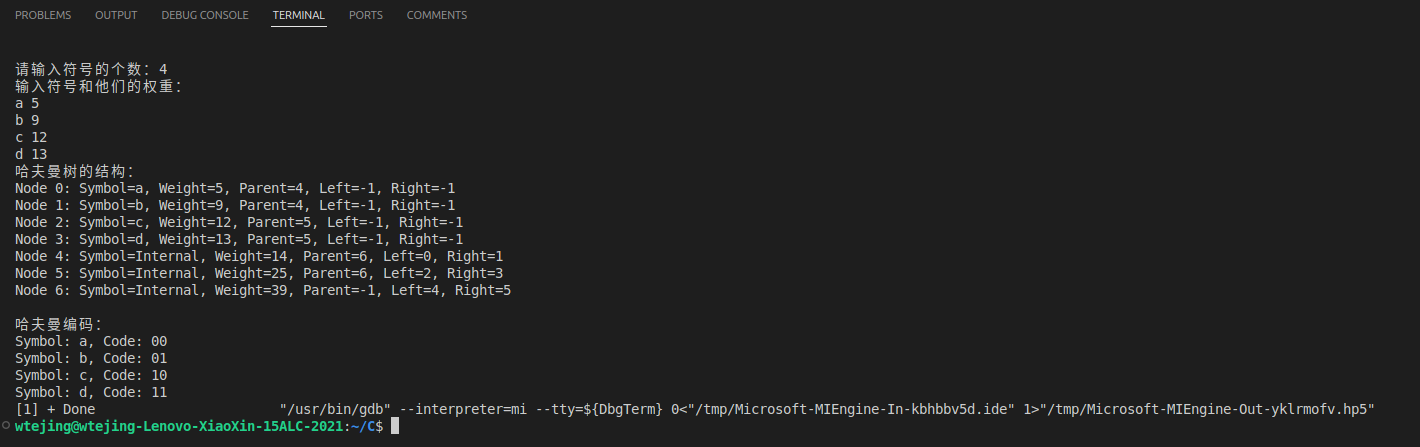 PROBLEMS OUTPUT DEBUG CONSOLE TERMINAL PORTS COMMENTS
请输入符号的个数：4
输入符号和他们的权重：
a 5
b 9
c 12
d 13
哈夫曼树的结构：
Node 0: Symbol=a, Weight=5, Parent=4, Left=-1, Right=-1
Node 1: Symbol=b, Weight=9, Parent=4, Left=-1, Right=-1
Node 2: Symbol=c, Weight=12, Parent=5, Left=-1, Right=-1
Node 3: Symbol=d, Weight=13, Parent=5, Left=-1, Right=-1
Node 4: Symbol=Internal, Weight=14, Parent=6, Left=0, Right=1
Node 5: Symbol=Internal, Weight=25, Parent=6, Left=2, Right=3
Node 6: Symbol=Internal, Weight=39, Parent=-1, Left=4, Right=5
哈夫曼编码：
Symbol: a, Code: 00
Symbol: b, Code: 01
Symbol: c, Code: 10
Symbol: d, Code: 11
[1] + Done "/usr/bin/gdb" --interpreter=mi --tty=${DbgTerm} 0<"/tmp/Microsoft-MIEngine-In-kbhbbv5d.ide" 1>"/tmp/Microsoft-MIEngine-Out-yklrmofv.hp5"
wtejing@wtejing-Lenovo-XiaoXin-15ALC-2021:~/C$